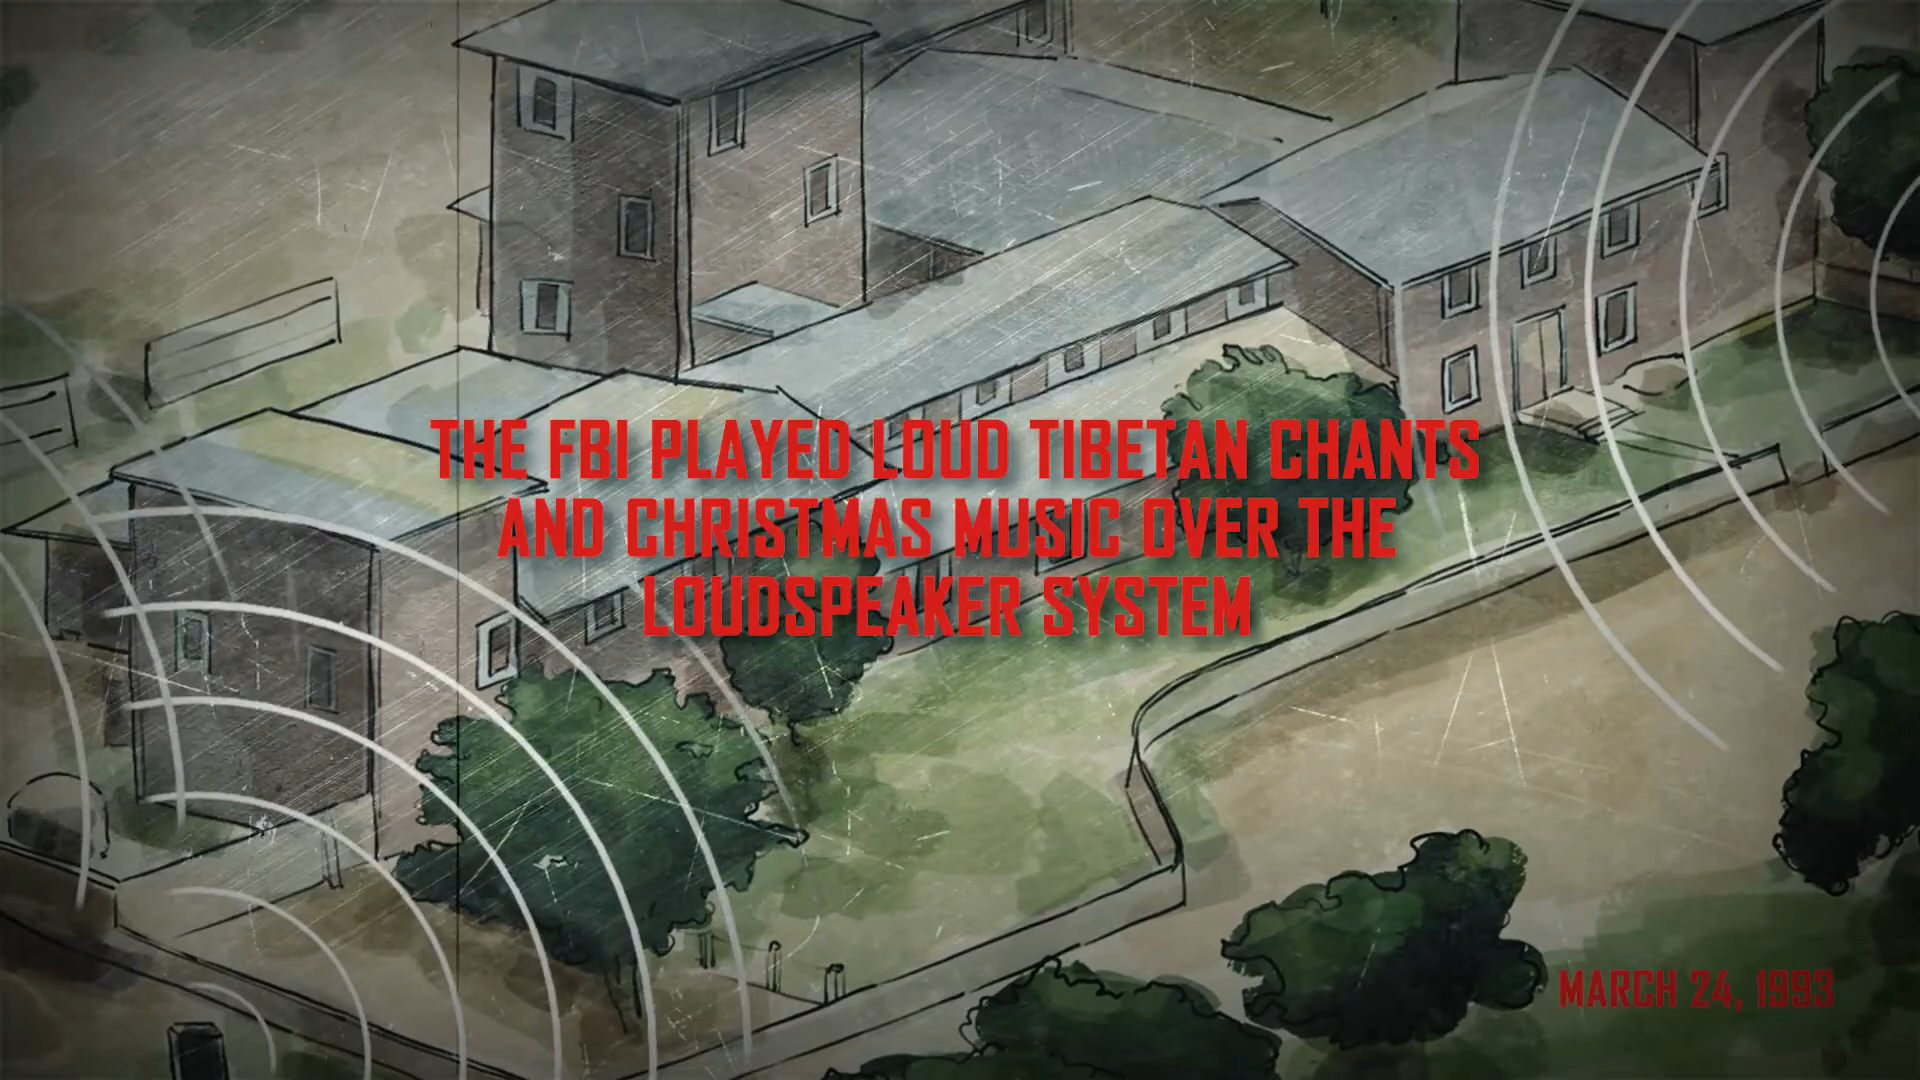 THE FBI PLAYED LOUD TIBETAN CHANTS
AND CHRISTMAS MUSIC OVER THE
LOUDSPEAKER SYSTEM
MARCH 24, 1993